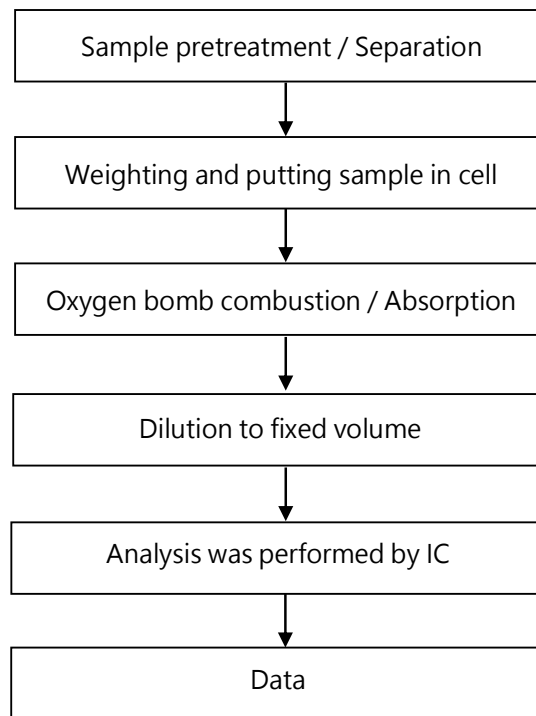 Sample pretreatment / Separation
Weighting and putting sample in cell
Oxygen bomb combustion / Absorption
Dilution to fixed volume
Analysis was performed by IC
Data